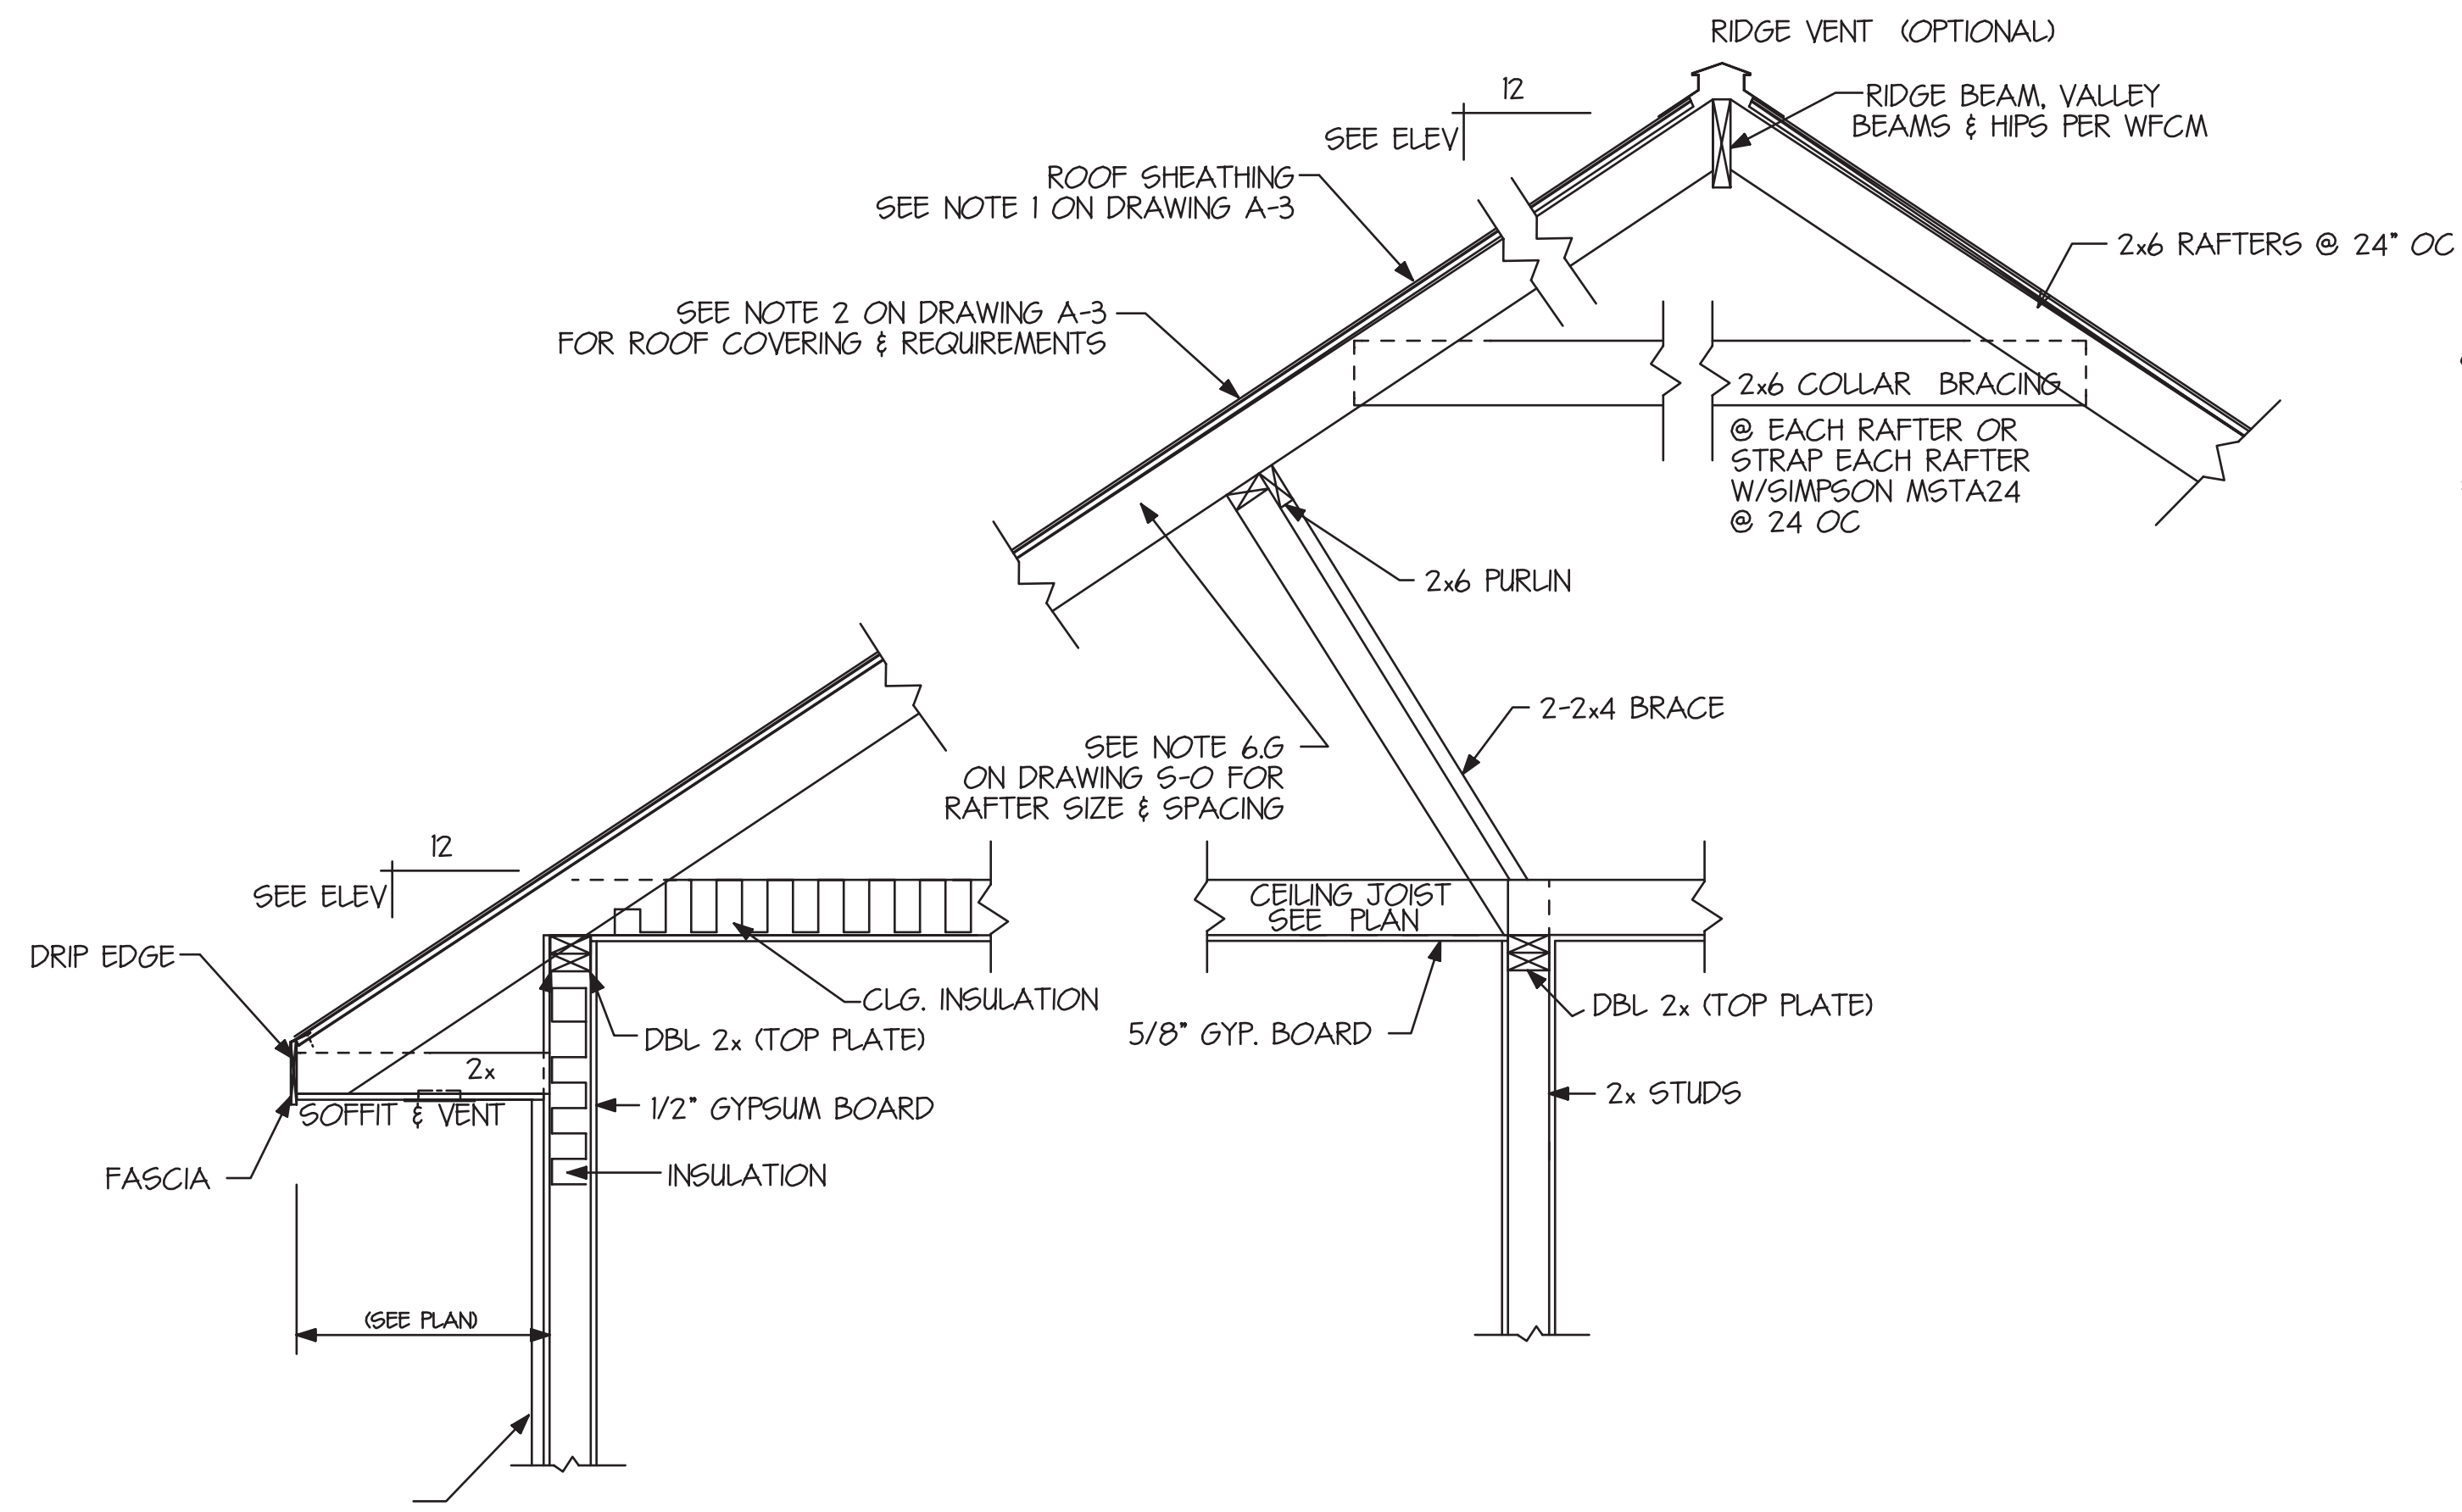 RIDGE VENT (OPTIONAL)
12
SEE ELEV
RIDGE BEAM, VALLEY
BEAMS & HIPS PER WFCM
ROOF SHEATHING
SEE NOTE 1 ON DRAWING A-3
2x6 RAFTERS @ 24" OC
SEE NOTE 2 ON DRAWING A-3
FOR ROOF COVERING & REQUIREMENTS
2x6 COLLAR BRACING
@ EACH RAFTER OR
STRAP EACH RAFTER
W/SIMPSON MSTA24
@ 24 OC
2x6 PURLIN
2-2x4 BRACE
SEE NOTE 6.G
ON DRAWING S-0 FOR
RAFTER SIZE & SPACING
12
SEE ELEV
CEILING JOIST
SEE PLAN
DRIP EDGE
CLG. INSULATION
DBL 2x (TOP PLATE)
5/8" GYP. BOARD
DBL 2x (TOP PLATE)
2x
SOFFIT & VENT
1/2" GYPSUM BOARD
2x STUDS
FASCIA
INSULATION
(SEE PLAN)